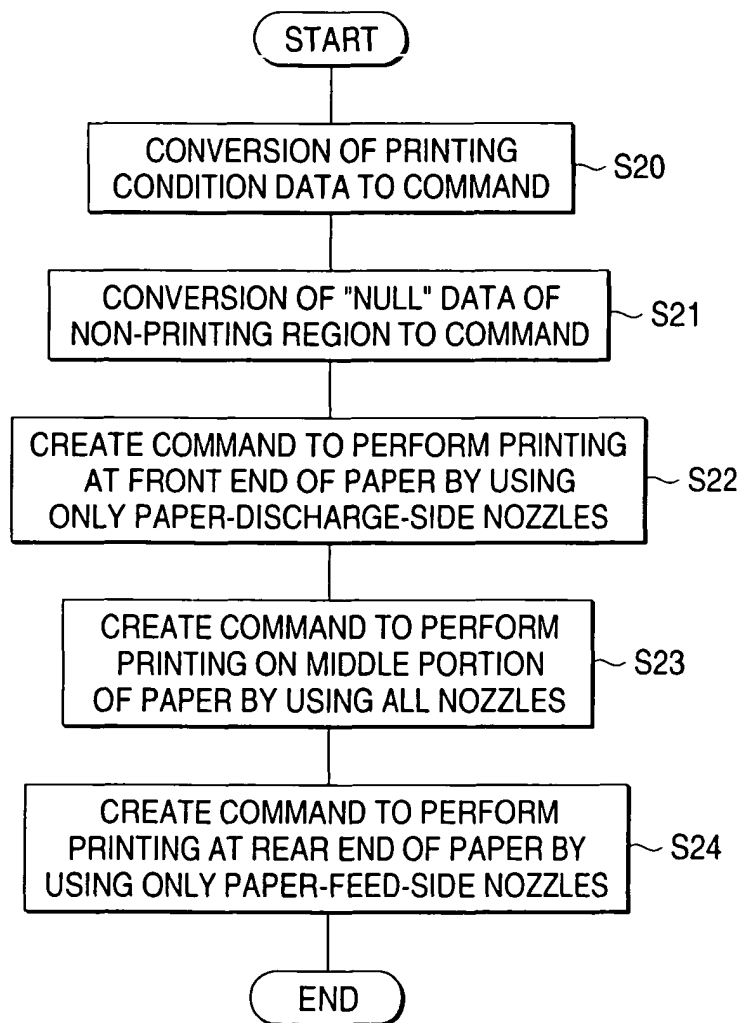 START
CONVERSION OF PRINTING
CONDITION DATA TO COMMAND
S20
CONVERSION OF "NULL" DATA OF
NON-PRINTING REGION TO COMMAND
S21
CREATE COMMAND TO PERFORM PRINTING
AT FRONT END OF PAPER BY USING
ONLY PAPER-DISCHARGE-SIDE NOZZLES
S22
CREATE COMMAND TO PERFORM
PRINTING ON MIDDLE PORTION
OF PAPER BY USING ALL NOZZLES
S23
CREATE COMMAND TO PERFORM
PRINTING AT REAR END OF PAPER BY
USING ONLY PAPER-FEED-SIDE NOZZLES
S24
END